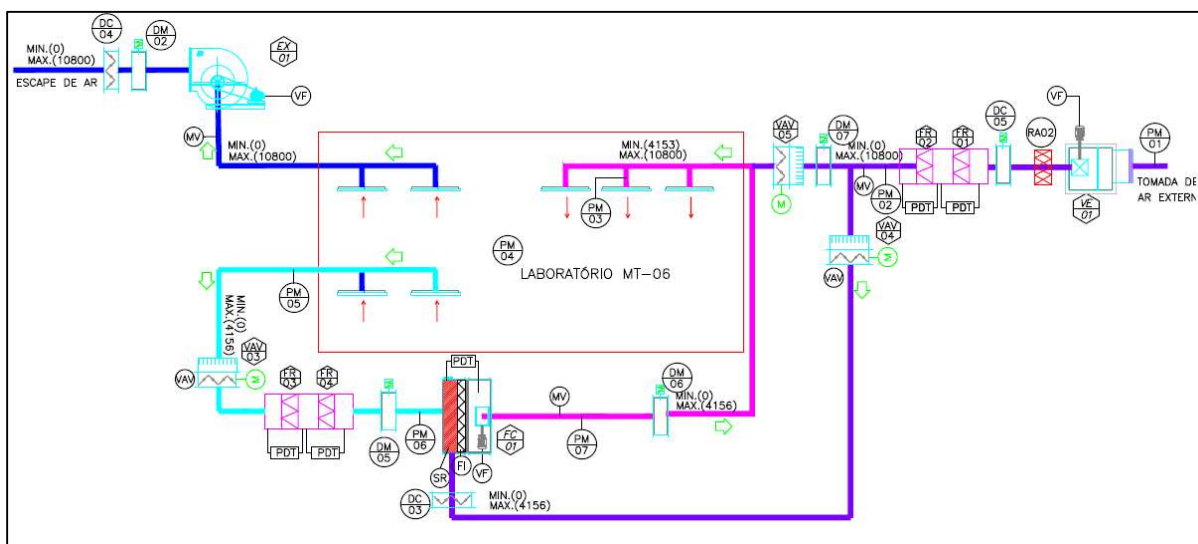 DC
04
DM
02
MIN.(0)
MAX.(10800)
ESCAPE DE AR
EX
01
VF
MV
MIN.(0)
MAX.(10800)
MIN.(4153)
MAX.(10800)
VAV
05
M
DM
07
MIN.(0)
MAX.(10800)
MV
PM
02
FR
02
FR
01
PDT
PDT
DC
05
RA02
VF
VE
01
PM
01
TOMADA DE
AR EXTERN
PM
03
PM
04
LABORATÓRIO MT-06
VAV
04
M
VAV
PM
05
MIN.(0)
MAX.(4156)
VAV
03
VAV
M
FR
03
FR
04
PDT
PDT
DM
05
PM
06
PDT
SR
FI
VF
FC
01
MV
PM
07
DM
06
MIN.(0)
MAX.(4156)
DC
03
MIN.(0)
MAX.(4156)